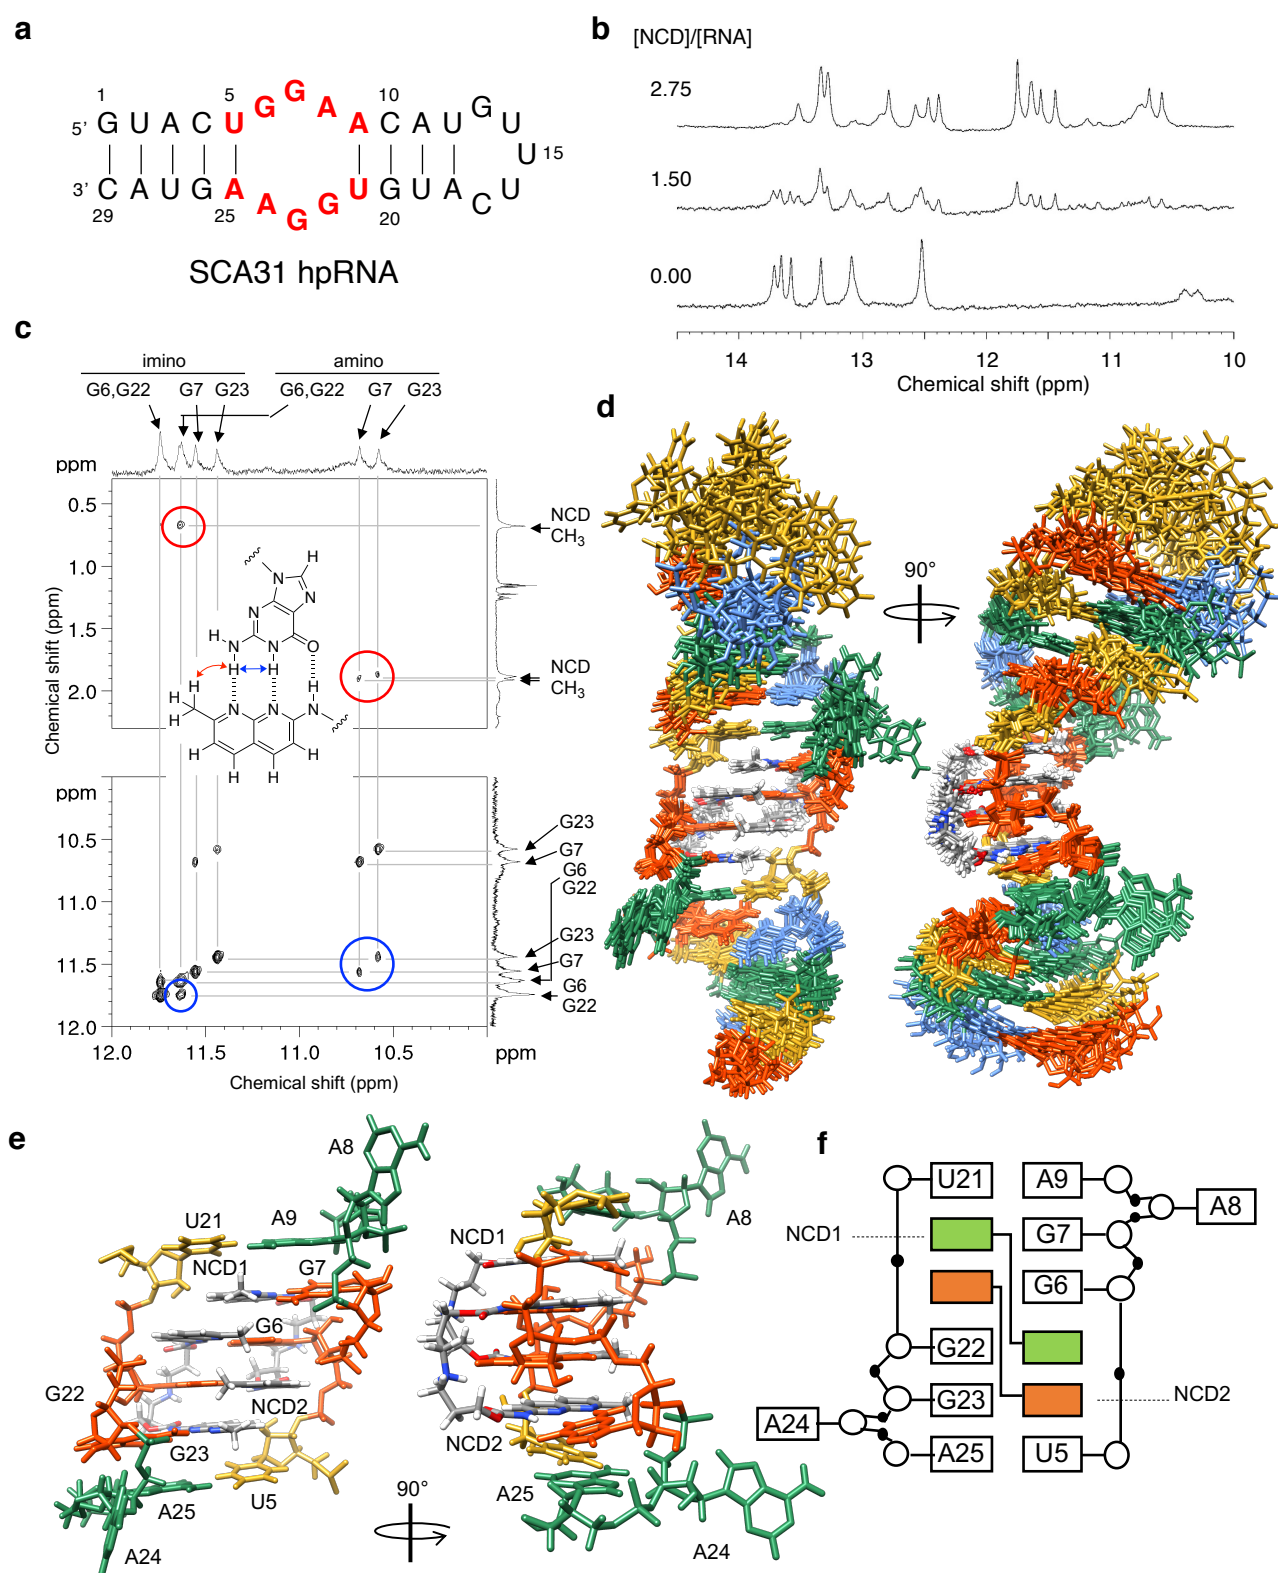 a
1 5 10
5' G U A C U G G A A C A U G U
U 15
3' C A U G A A G G U G U A C U
29 25 20
SCA31 hpRNA
b
[NCD]/[RNA]
2.75
1.50
0.00
14 13 12 11 10
Chemical shift (ppm)
c
imino amino
G6,G22 G7 G23 G6,G22 G7 G23
ppm
0.5
1.0
1.5
2.0
Chemical shift (ppm)
NCD
CH3
NCD
CH3
H
N
N
N
N
O
H
N
H
H
H
H
H
C
H
H
N
N
N
H
H
H
H
ppm
10.5
11.0
11.5
12.0
G23
G7
G6
G22
G23
G7
G6
G22
12.0 11.5 11.0 10.5 ppm
Chemical shift (ppm)
d
90°
e
A8
U21
A9
NCD1
G7
G6
G22
NCD2
G23
U5
A25
A24
90°
A8
NCD1
NCD2
A25
A24
f
U21 A9
A8
NCD1
G7
G6
G22
G23
NCD2
A24
A25 U5